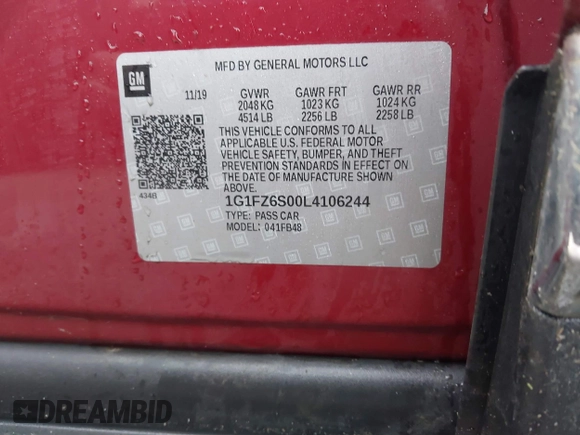 MFD BY GENERAL MOTORS LLC
GM
11/19 GVWR GAWR FRT GAWR RR
2048 KG 1023 KG 1024 KG
4514 LB 2256 LB 2258 LB
THIS VEHICLE CONFORMS TO ALL
APPLICABLE U.S. FEDERAL MOTOR
VEHICLE SAFETY, BUMPER, AND THEFT
PREVENTION STANDARDS IN EFFECT ON
THE DATE OF MANUFACTURE SHOWN
ABOVE.
434B
1G1FZ6S00L4106244
TYPE: PASS CAR
MODEL: 041FB48
DREAMBID